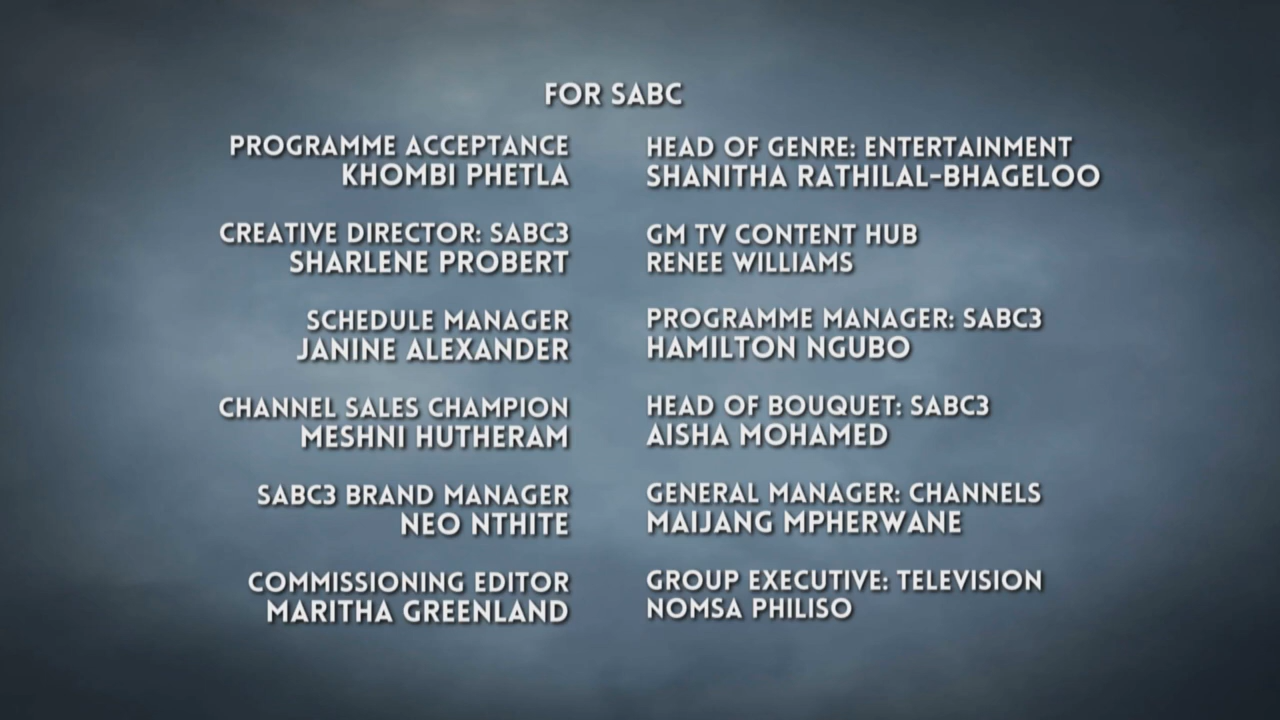 FOR SABC
PROGRAMME ACCEPTANCE
KHOMBI PHETLA
CREATIVE DIRECTOR: SABC3
SHARLENE PROBERT
SCHEDULE MANAGER
JANINE ALEXANDER
CHANNEL SALES CHAMPION
MESHNI HUTHERAM
SABC3 BRAND MANAGER
NEO NTHITE
COMMISSIONING EDITOR
MARITHA GREENLAND
HEAD OF GENRE: ENTERTAINMENT
SHANITHA RATHILAL-BHAGELOO
GM TV CONTENT HUB
RENEE WILLIAMS
PROGRAMME MANAGER: SABC3
HAMILTON NGUBO
HEAD OF BOUQUET: SABC3
AISHA MOHAMED
GENERAL MANAGER: CHANNELS
MAIJANG MPHERWANE
GROUP EXECUTIVE: TELEVISION
NOMSA PHILISO